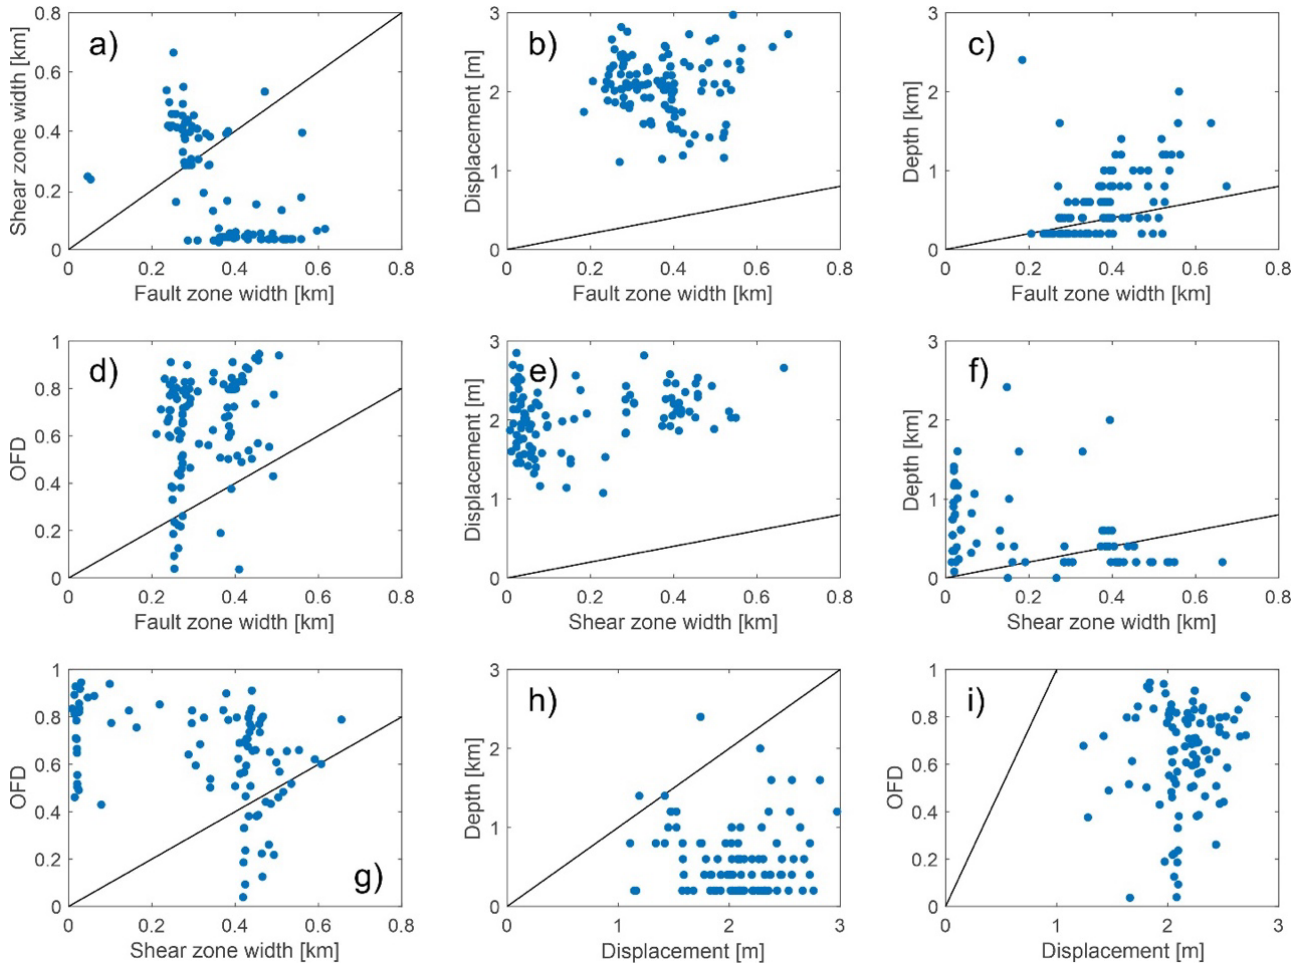 a)
Shear zone width [km]
0.8
0.6
0.4
0.2
0
0 0.2 0.4 0.6 0.8
Fault zone width [km]
b)
Displacement [m]
3
2
1
0
0 0.2 0.4 0.6 0.8
Fault zone width [km]
c)
Depth [km]
3
2
1
0
0 0.2 0.4 0.6 0.8
Fault zone width [km]
d)
OFD
1
0.8
0.6
0.4
0.2
0
0 0.2 0.4 0.6 0.8
Fault zone width [km]
e)
Displacement [m]
3
2
1
0
0 0.2 0.4 0.6 0.8
Shear zone width [km]
f)
Depth [km]
3
2
1
0
0 0.2 0.4 0.6 0.8
Shear zone width [km]
g)
OFD
1
0.8
0.6
0.4
0.2
0
0 0.2 0.4 0.6 0.8
Shear zone width [km]
h)
Depth [km]
3
2
1
0
0 1 2 3
Displacement [m]
i)
OFD
1
0.8
0.6
0.4
0.2
0
0 1 2 3
Displacement [m]